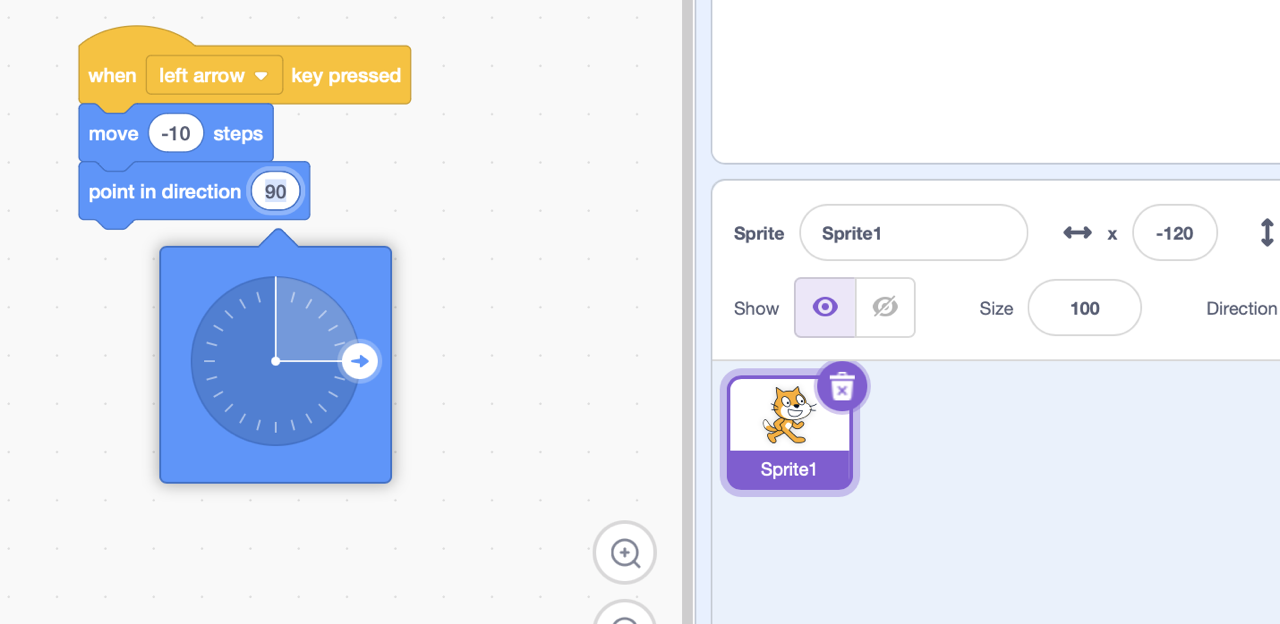 when left arrow key pressed
move -10 steps
point in direction 90
Sprite Sprite1 x -120
Show Size 100 Direction
Sprite1